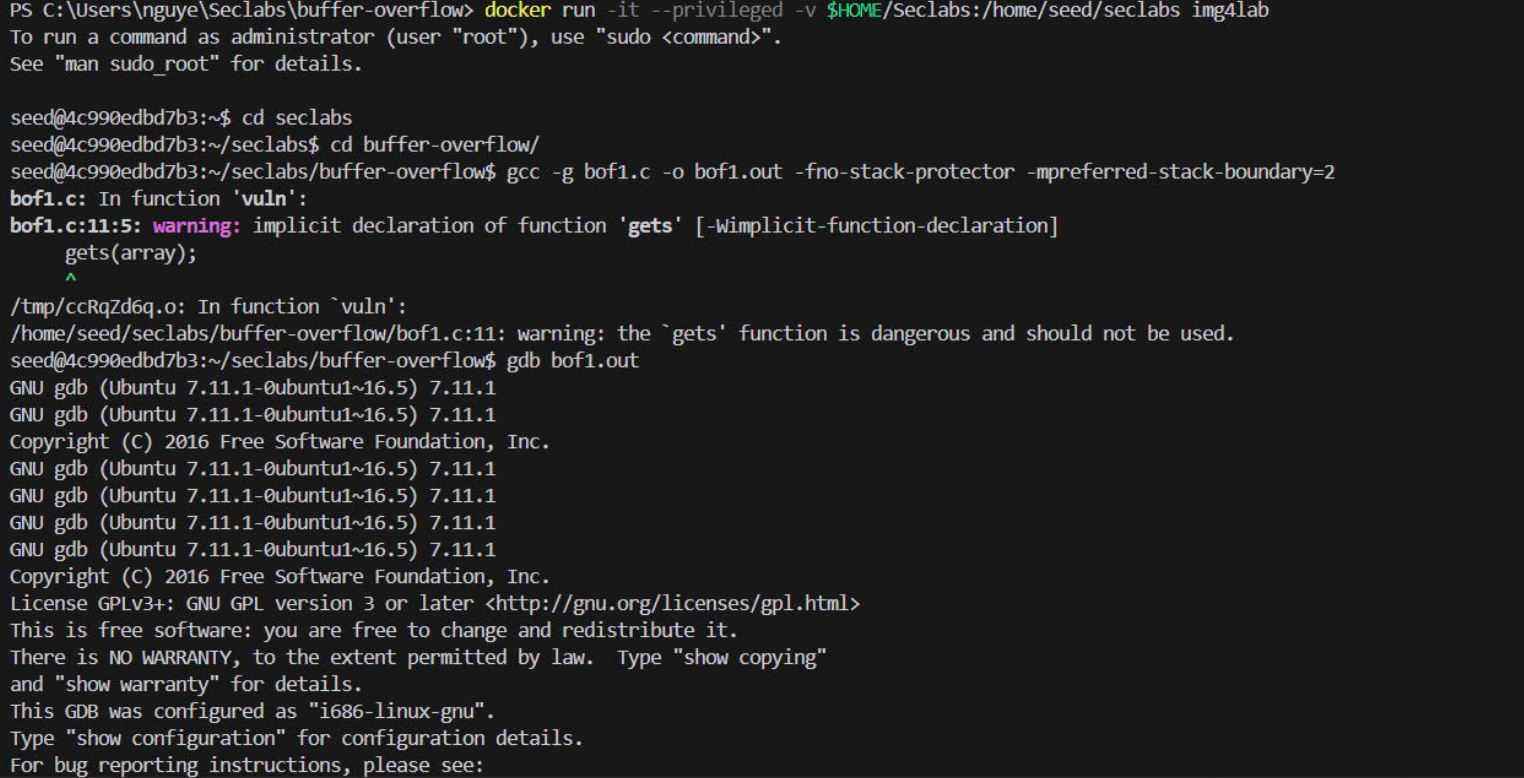 PS C:\Users\nguye\Seclabs\buffer-overflow> docker run -it --privileged -v $HOME/Seclabs:/home/seed/seclabs img4lab
To run a command as administrator (user "root"), use "sudo <command>".
See "man sudo_root" for details.
seed@4c990edbd7b3:~$ cd seclabs
seed@4c990edbd7b3:~/seclabs$ cd buffer-overflow/
seed@4c990edbd7b3:~/seclabs/buffer-overflow$ gcc -g bof1.c -o bof1.out -fno-stack-protector -mpreferred-stack-boundary=2
bof1.c: In function 'vuln':
bof1.c:11:5: warning: implicit declaration of function 'gets' [-Wimplicit-function-declaration]
     gets(array);
     ^
/tmp/ccRqZd6q.o: In function `vuln':
/home/seed/seclabs/buffer-overflow/bof1.c:11: warning: the `gets' function is dangerous and should not be used.
seed@4c990edbd7b3:~/seclabs/buffer-overflow$ gdb bof1.out
GNU gdb (Ubuntu 7.11.1-0ubuntu1~16.5) 7.11.1
GNU gdb (Ubuntu 7.11.1-0ubuntu1~16.5) 7.11.1
Copyright (C) 2016 Free Software Foundation, Inc.
GNU gdb (Ubuntu 7.11.1-0ubuntu1~16.5) 7.11.1
GNU gdb (Ubuntu 7.11.1-0ubuntu1~16.5) 7.11.1
GNU gdb (Ubuntu 7.11.1-0ubuntu1~16.5) 7.11.1
GNU gdb (Ubuntu 7.11.1-0ubuntu1~16.5) 7.11.1
Copyright (C) 2016 Free Software Foundation, Inc.
License GPLv3+: GNU GPL version 3 or later <http://gnu.org/licenses/gpl.html>
This is free software: you are free to change and redistribute it.
There is NO WARRANTY, to the extent permitted by law.  Type "show copying"
and "show warranty" for details.
This GDB was configured as "i686-linux-gnu".
Type "show configuration" for configuration details.
For bug reporting instructions, please see: